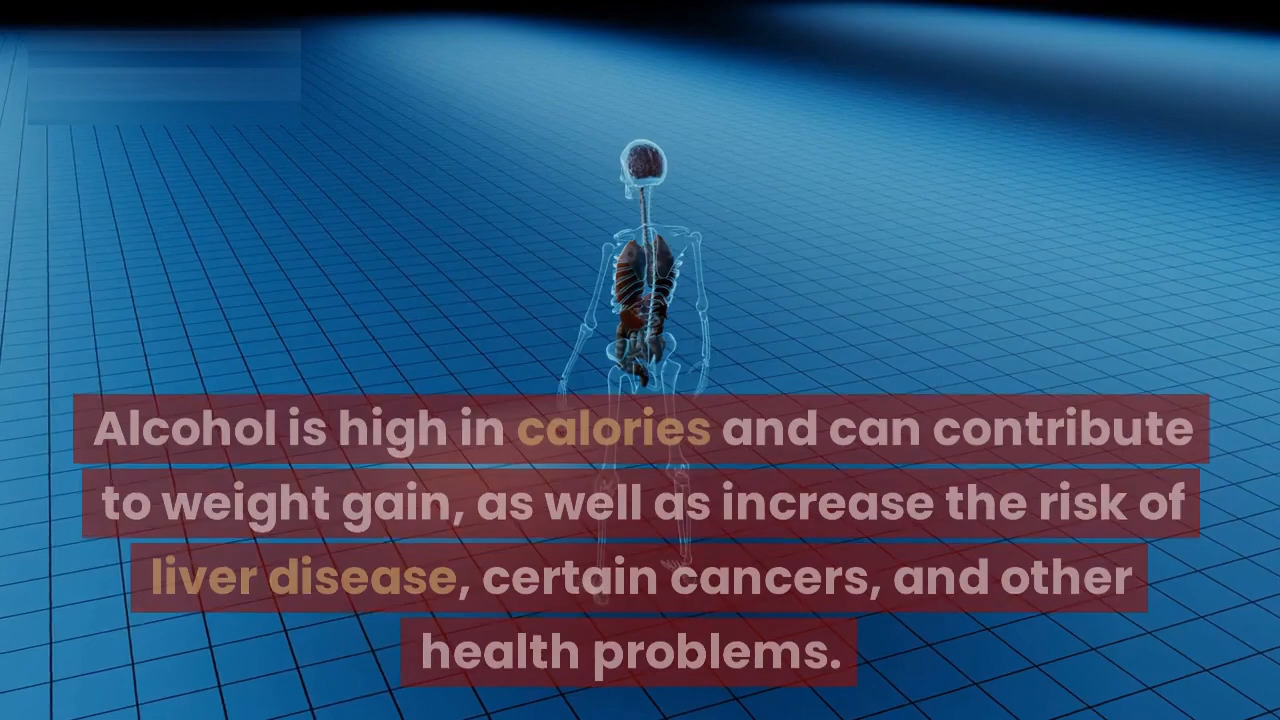 Alcohol is high in calories and can contribute
to weight gain, as well as increase the risk of
liver disease, certain cancers, and other
health problems.